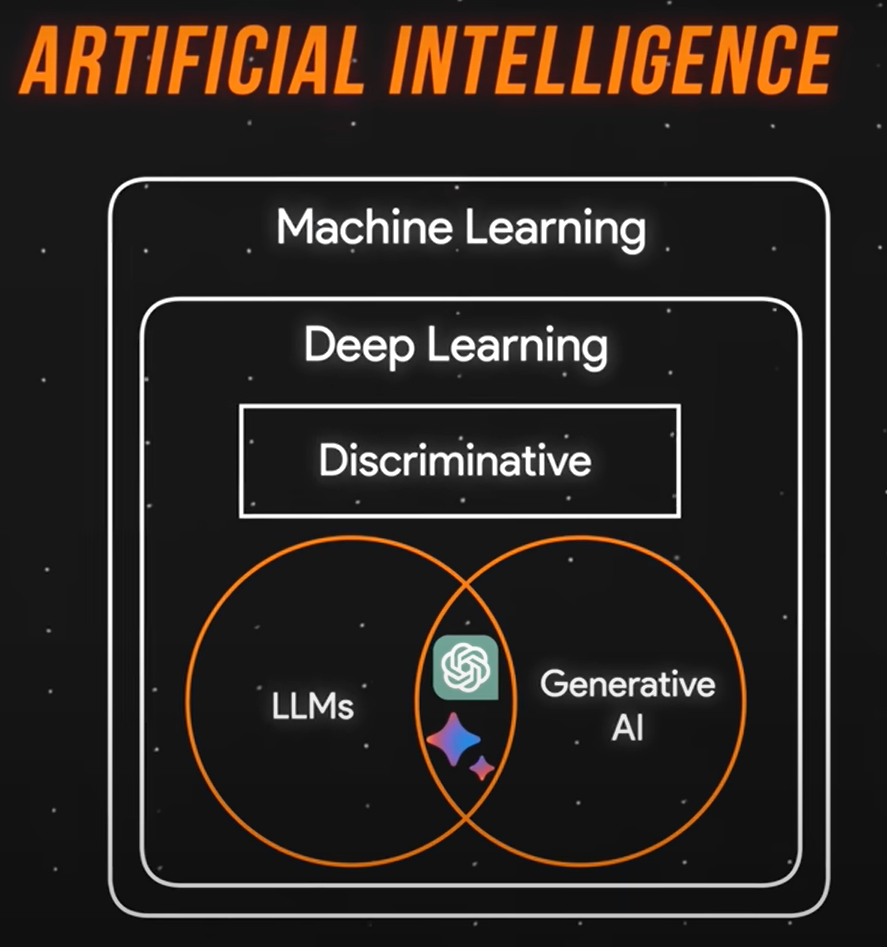 ARTIFICIAL INTELLIGENCE
Machine Learning
Deep Learning
Discriminative
LLMs
Generative
AI